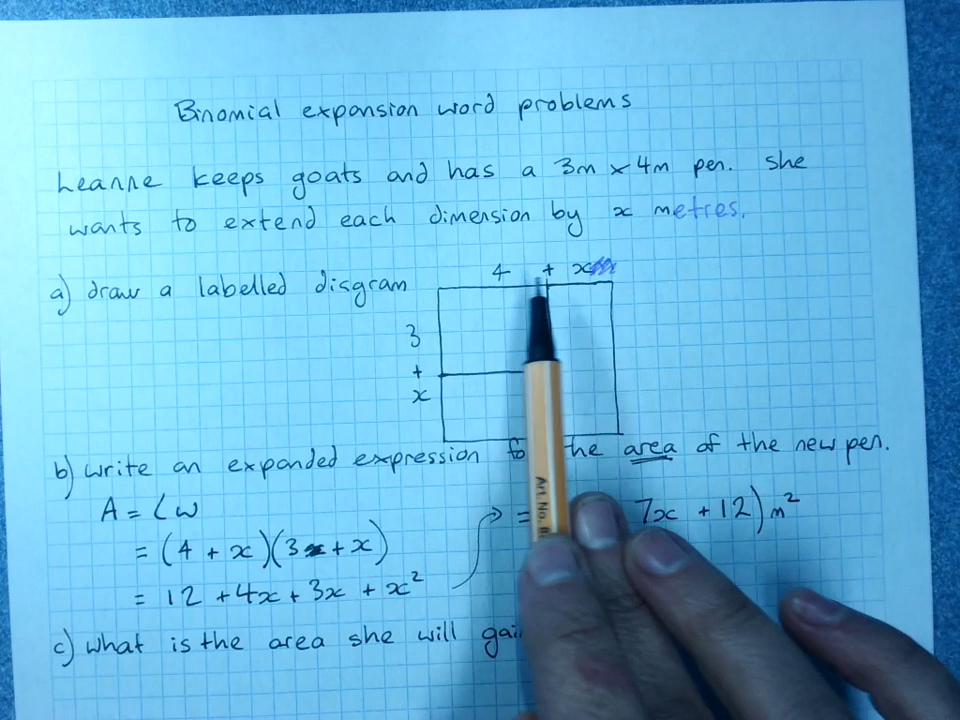 Binomial expansion word problems
Leanne keeps goats and has a 3m x 4m pen. she
wants to extend each dimension by x metres.
a) draw a labelled disgram
4 + x
3
+
x
b) write an expanded expression the area of the new pen.
A = Lw
= (4 + x)(3 + x)
= 12 + 4x + 3x + x²
= 7x + 12) m²
c) what is the area she will
Art. No.